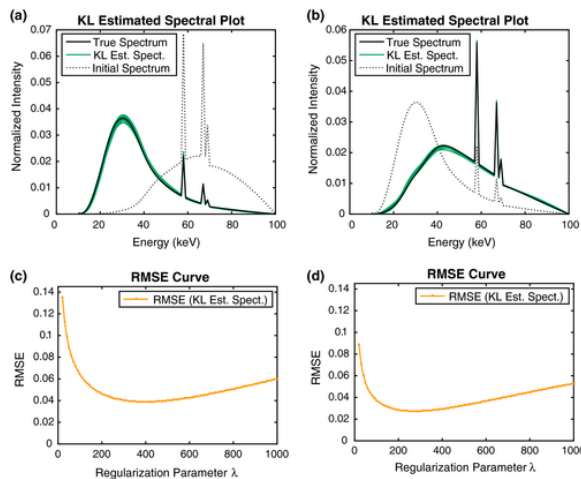 (a)
KL Estimated Spectral Plot
0.07
0.06
0.05
0.04
0.03
0.02
0.01
0
Normalized Intensity
True Spectrum
KL Est. Spect.
Initial Spectrum
0 20 40 60 80 100
Energy (keV)
(b)
KL Estimated Spectral Plot
0.06
0.05
0.04
0.03
0.02
0.01
0
Normalized Intensity
True Spectrum
KL Est. Spect.
Initial Spectrum
0 20 40 60 80 100
Energy (keV)
(c)
RMSE Curve
0.14
0.12
0.1
0.08
0.06
0.04
0.02
0
RMSE
RMSE (KL Est. Spect.)
0 200 400 600 800 1000
Regularization Parameter λ
(d)
RMSE Curve
0.14
0.12
0.1
0.08
0.06
0.04
0.02
0
RMSE
RMSE (KL Est. Spect.)
0 200 400 600 800 1000
Regularization Parameter λ